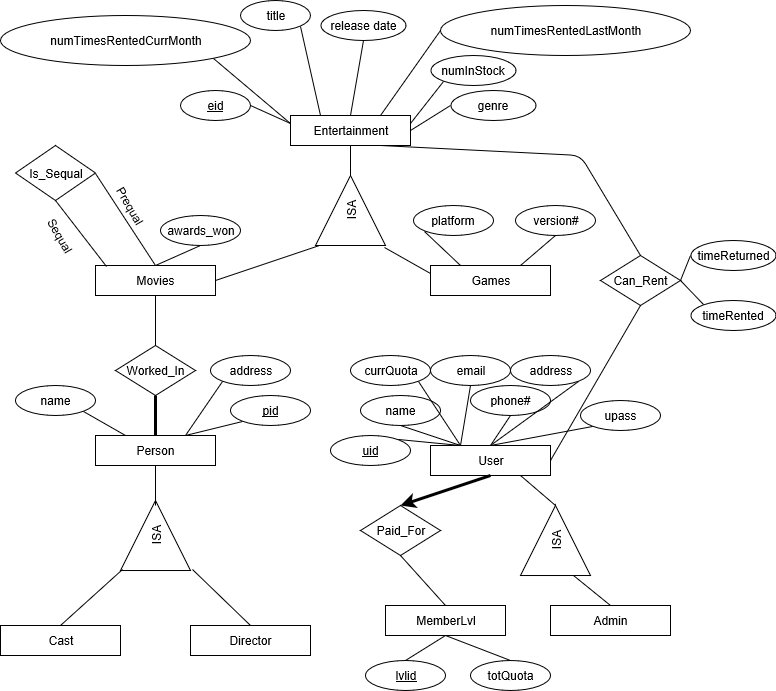 title
release date
numTimesRentedCurrMonth
numTimesRentedLastMonth
numInStock
eid
genre
Entertainment
Is_Sequal
Prequal
Sequal
ISA
awards_won
platform
version#
timeReturned
Movies
Games
Can_Rent
timeRented
Worked_In
address
currQuota
email
address
name
pid
name
phone#
upass
uid
Person
User
ISA
Paid_For
ISA
MemberLvl
Admin
Cast
Director
lvlid
totQuota